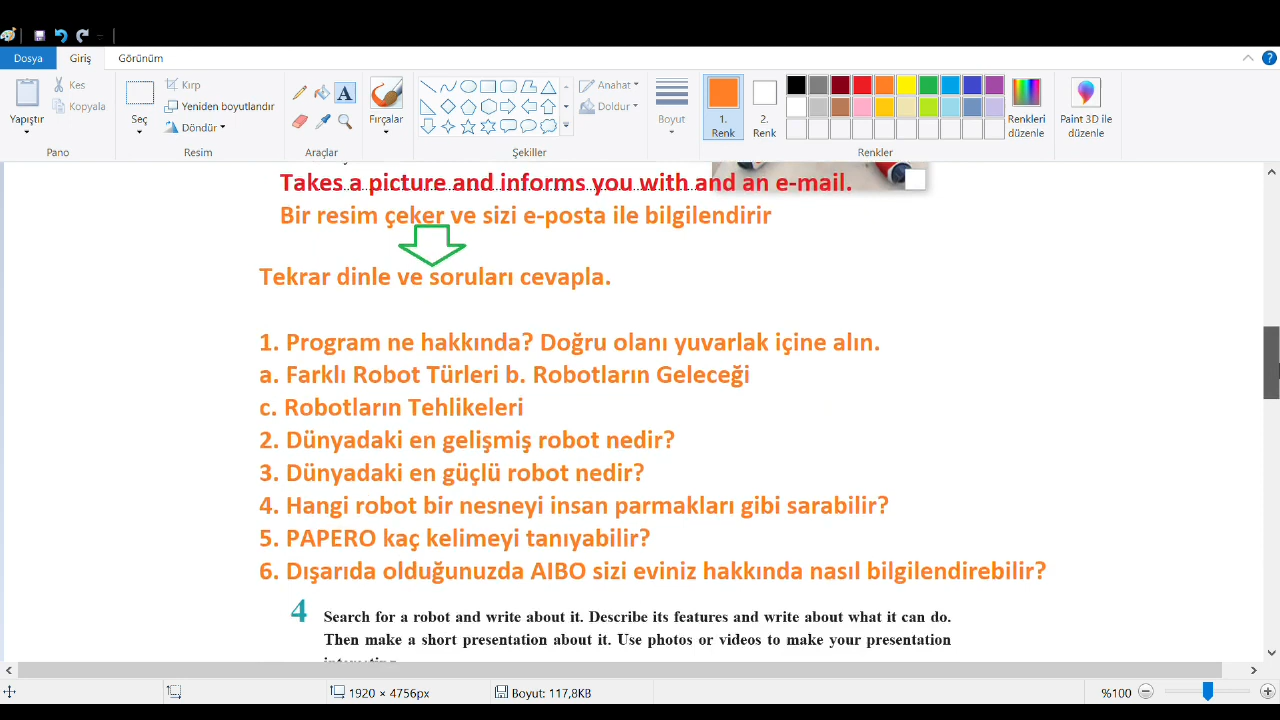 Dosya Giriş Görünüm
Yapıştır
Kes
Kopyala
Pano
Seç
Kırp
Yeniden boyutlandır
Döndür
Resim
A
Araçlar
Fırçalar
Şekiller
Anahat
Doldur
Boyut
1. Renk
2. Renk
Renkler
Renkleri düzenle
Paint 3D ile düzenle
Takes a picture and informs you with and an e-mail.
Bir resim çeker ve sizi e-posta ile bilgilendirir
Tekrar dinle ve soruları cevapla.
1. Program ne hakkında? Doğru olanı yuvarlak içine alın.
a. Farklı Robot Türleri b. Robotların Geleceği
c. Robotların Tehlikeleri
2. Dünyadaki en gelişmiş robot nedir?
3. Dünyadaki en güçlü robot nedir?
4. Hangi robot bir nesneyi insan parmakları gibi sarabilir?
5. PAPERO kaç kelimeyi tanıyabilir?
6. Dışarıda olduğunuzda AIBO sizi eviniz hakkında nasıl bilgilendirebilir?
4 Search for a robot and write about it. Describe its features and write about what it can do.
Then make a short presentation about it. Use photos or videos to make your presentation
1920 × 4756px
Boyut: 117,8KB
%100